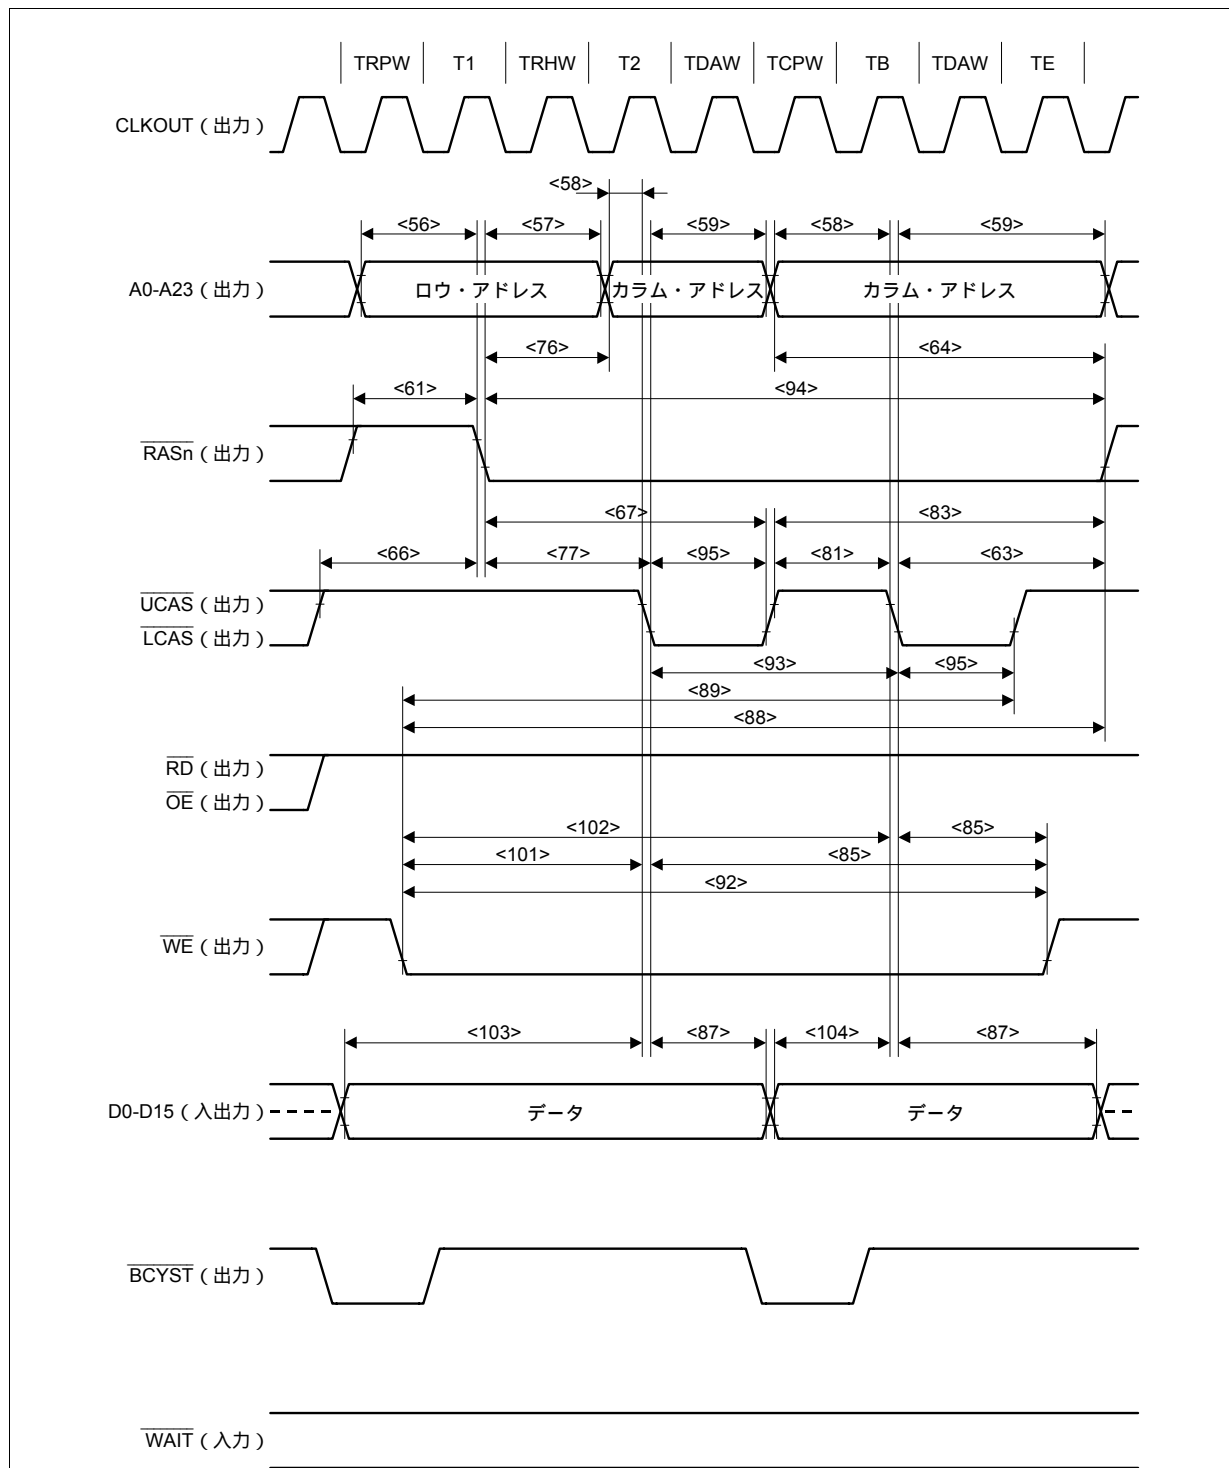 TRPW T1 TRHW T2 TDAW TCPW TB TDAW TE
CLKOUT(出力)
<58>
<56> <57> <59> <58> <59>
A0-A23(出力) ロウ・アドレス カラム・アドレス カラム・アドレス
<76> <64>
<61> <94>
RASn(出力)
<67> <83>
<66> <77> <95> <81> <63>
UCAS(出力)
LCAS(出力)
<93> <95>
<89>
<88>
RD(出力)
OE(出力)
<102> <85>
<101> <85>
<92>
WE(出力)
<103> <87> <104> <87>
D0-D15(入出力) データ データ
BCYST(出力)
WAIT(入力)